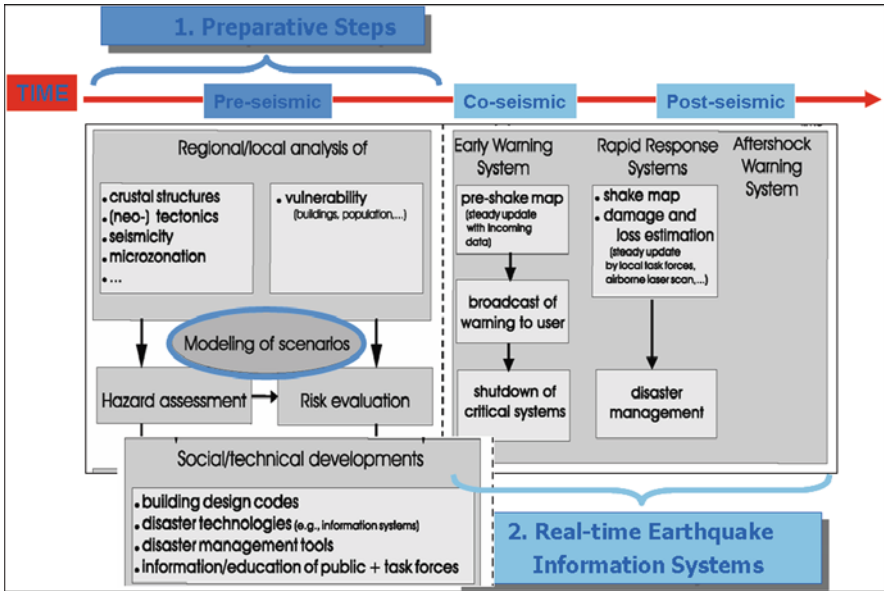 1. Preparative Steps
TIME
Pre-seismic
Co-seismic
Post-seismic
Regional/local analysis of
• crustal structures
• (neo-) tectonics
• seismicity
• microzonation
• ...
• vulnerability
(buildings, population,...)
Modeling of scenarios
Hazard assessment
Risk evaluation
Social/technical developments
• building design codes
• disaster technologies (e.g., information systems)
• disaster management tools
• information/education of public + task forces
Early Warning
System
pre-shake map
(steady update
with incoming
data)
broadcast of
warning to user
shutdown of
critical systems
Rapid Response
Systems
• shake map
• damage and
loss estimation
(steady update
by local task forces,
airborne laser scan,...)
disaster
management
Aftershock
Warning
System
2. Real-time Earthquake
Information Systems